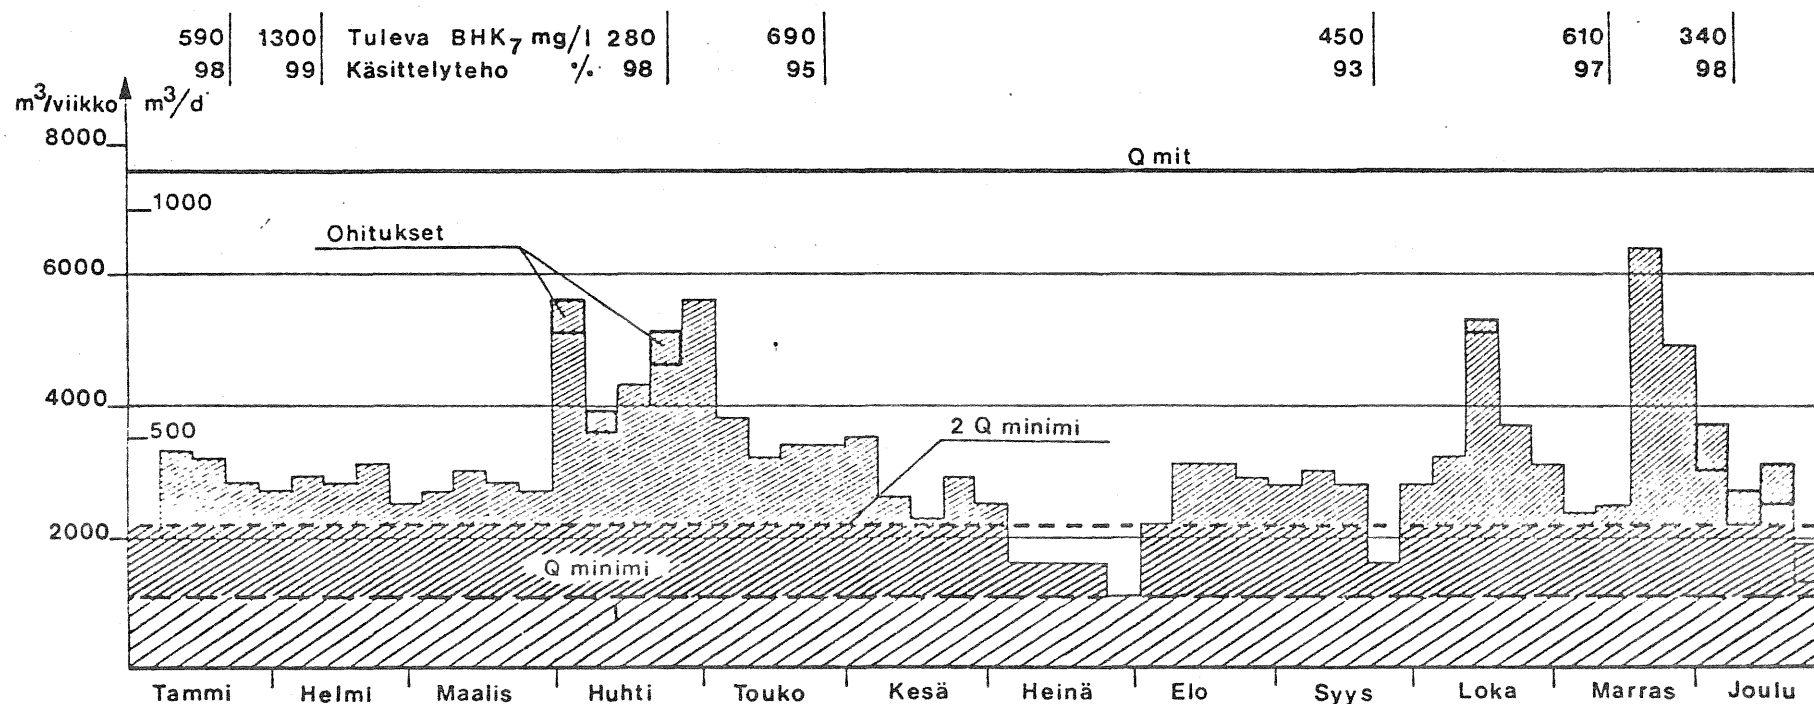 590 1300 Tuleva BHK7 mg/l 280 690 450 610 340
98 99 Käsittelyteho % 98 95 93 97 98
m³/viikko m³/d
8000
Q mit
1000
Ohitukset
6000
4000
500
2 Q minimi
2000
Q minimi
Tammi Helmi Maalis Huhti Touko Kesä Heinä Elo Syys Loka Marras Joulu